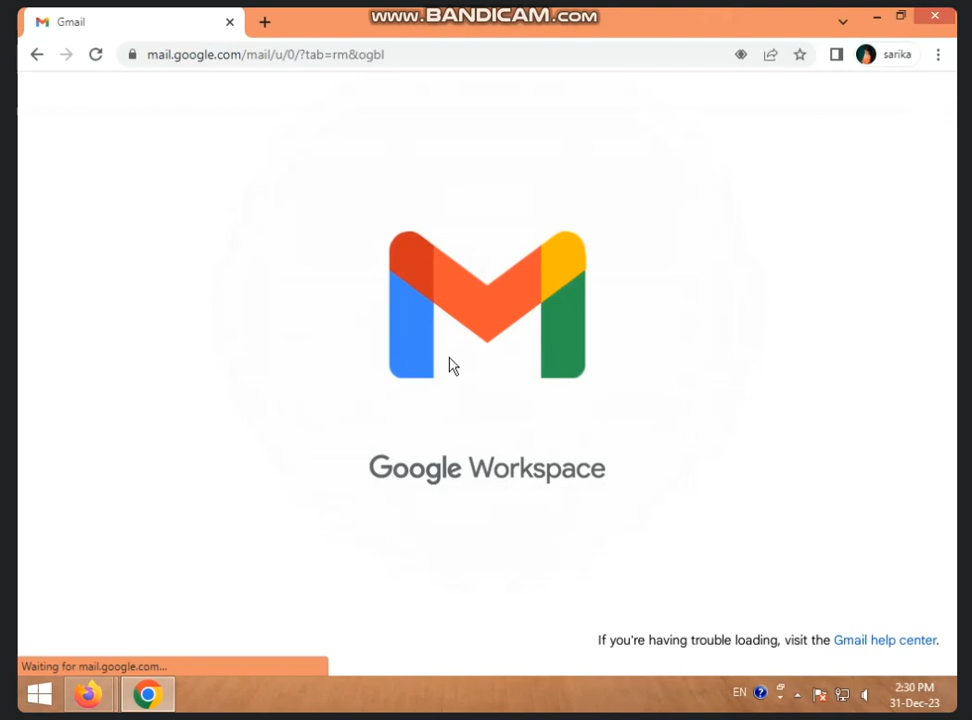 www.BANDICAM.com
Gmail
mail.google.com/mail/u/0/?tab=rm&ogbl
sarika
Google Workspace
If you're having trouble loading, visit the Gmail help center.
Waiting for mail.google.com...
EN
2:30 PM
31-Dec-23